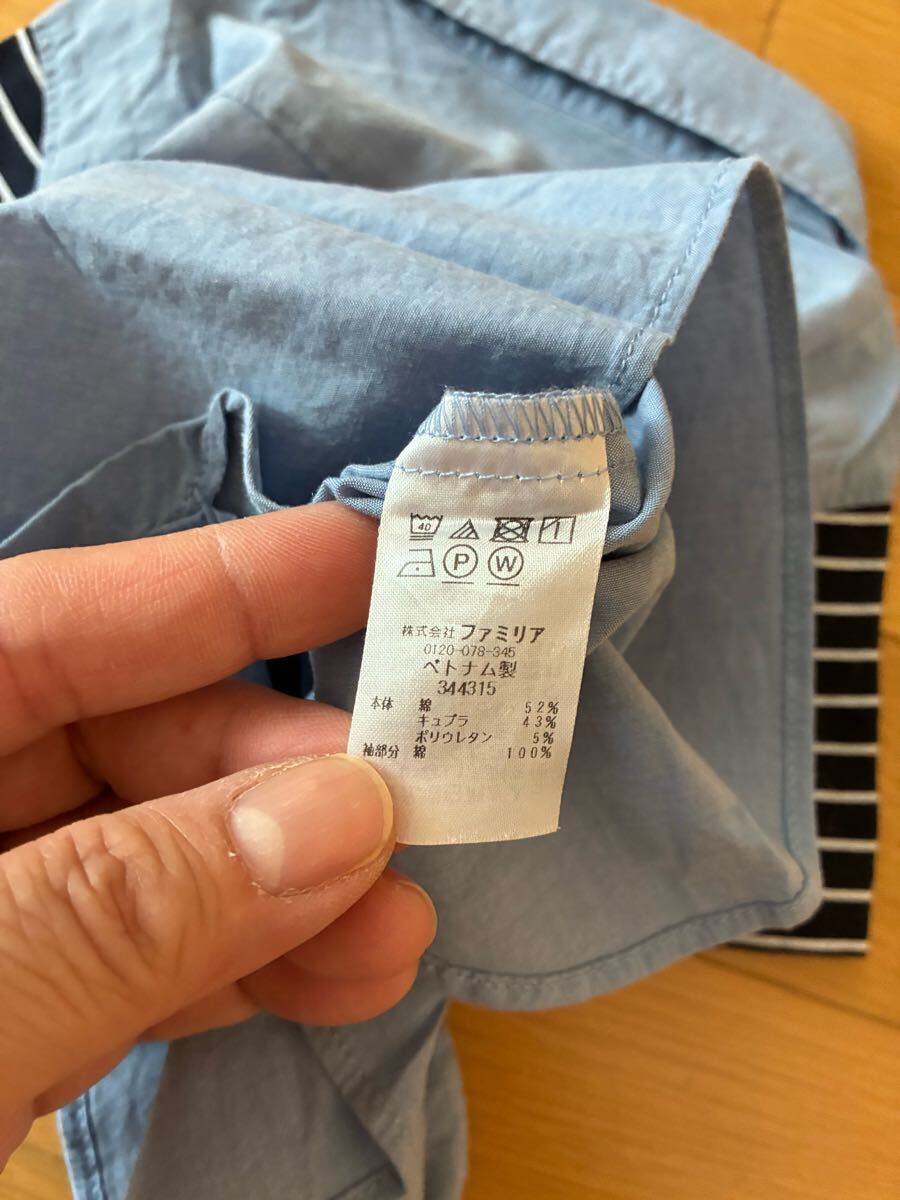 40
P W
株式会社 ファミリア
0120-078-345
ベトナム製
344315
本体 綿 52%
キュプラ 43%
ポリウレタン 5%
袖部分 綿 100%